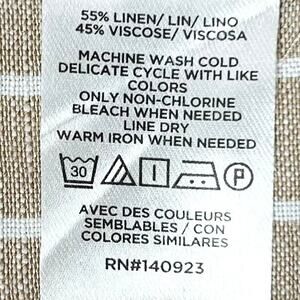 55% LINEN/ LIN/ LINO
45% VISCOSE/ VISCOSA
MACHINE WASH COLD
DELICATE CYCLE WITH LIKE
COLORS
ONLY NON-CHLORINE
BLEACH WHEN NEEDED
LINE DRY
WARM IRON WHEN NEEDED
30 P
AVEC DES COULEURS
SEMBLABLES / CON
COLORES SIMILARES
RN#140923